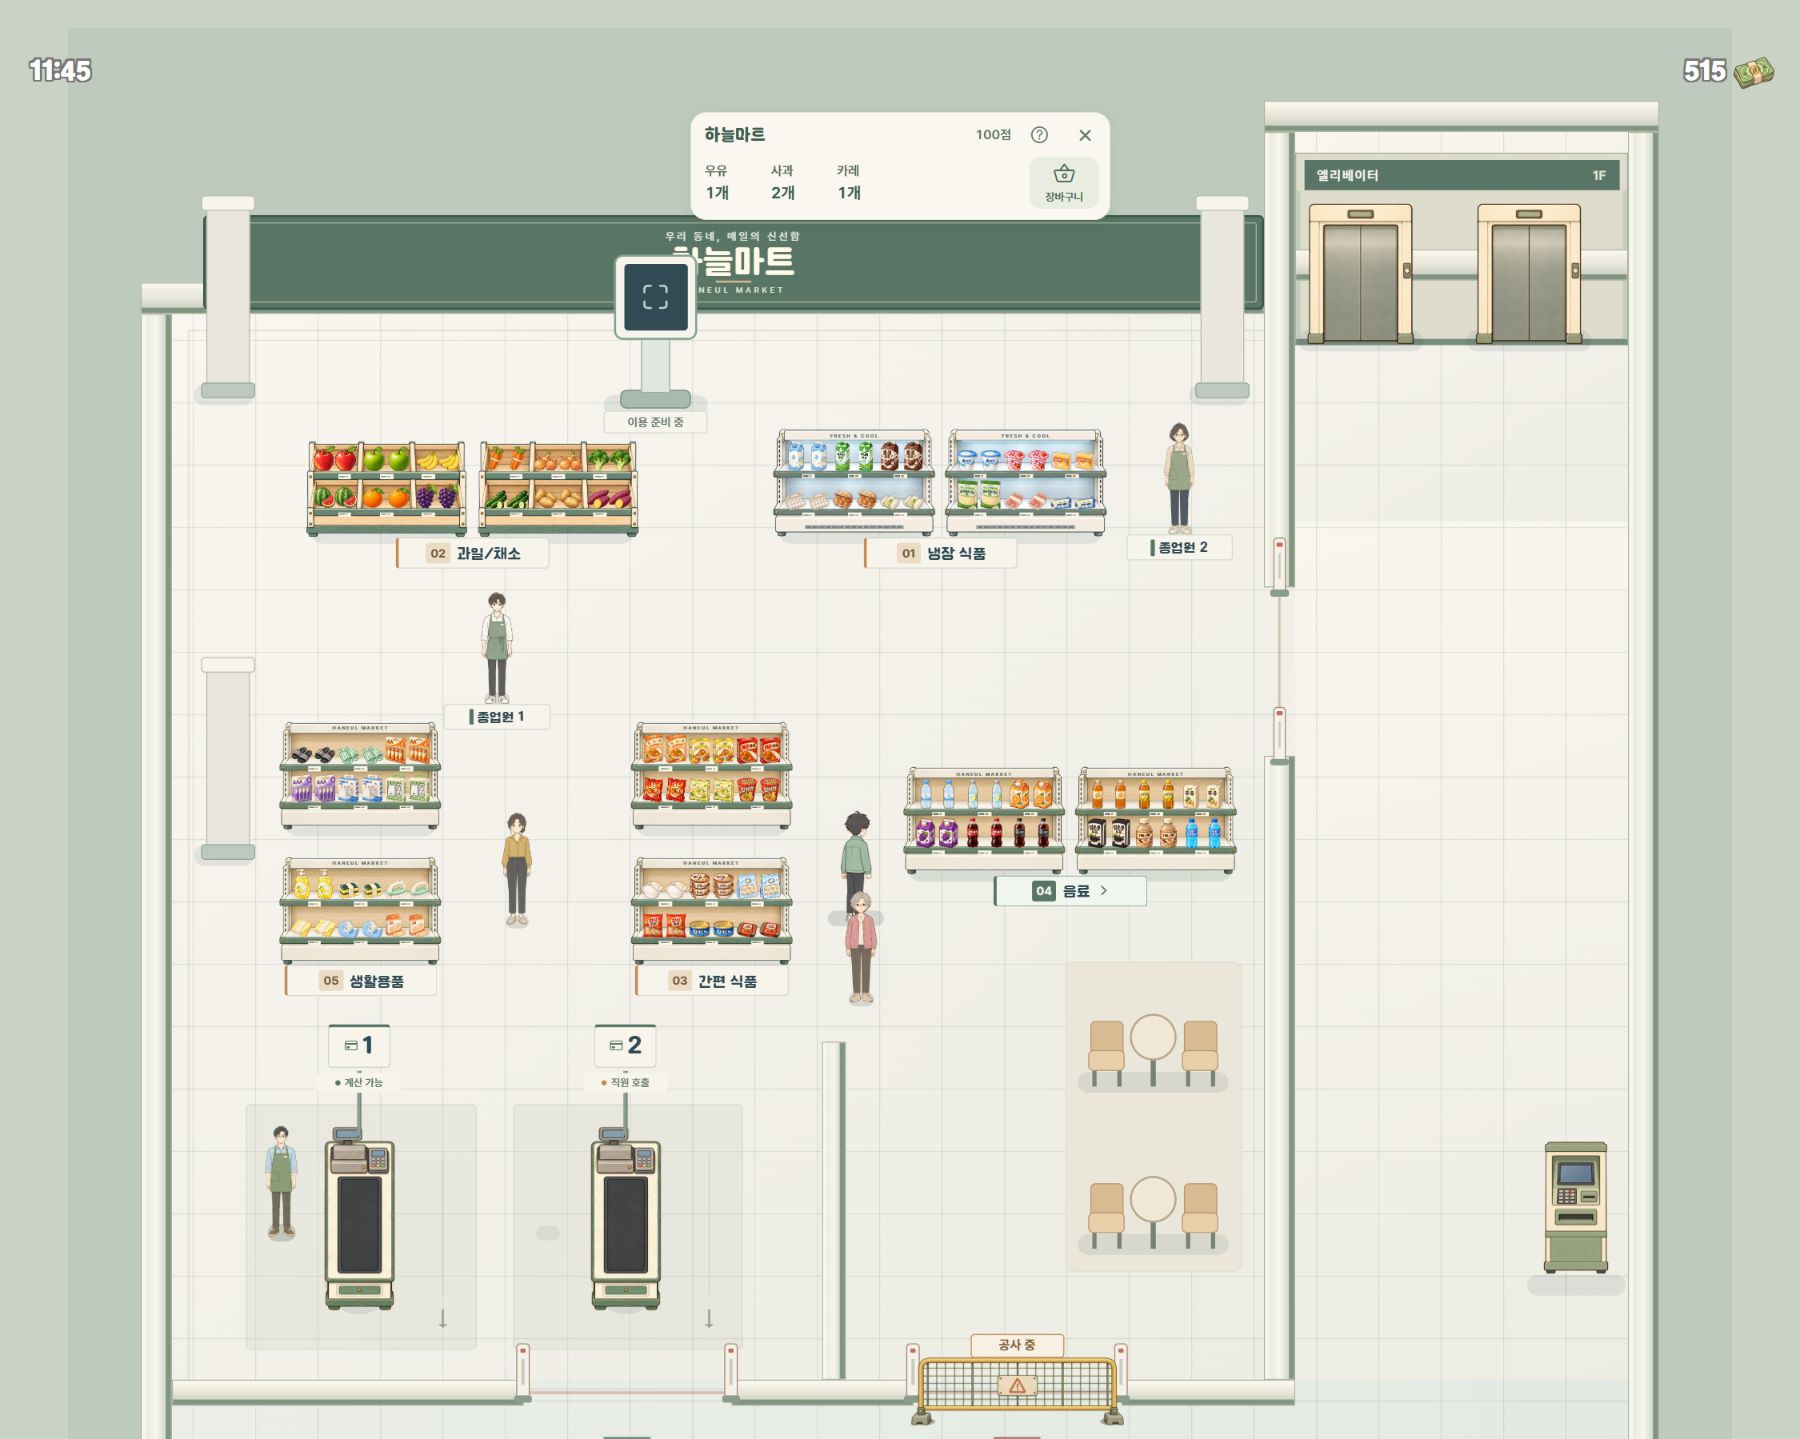 11:45
515
하늘마트
100점
?
우유
사과
카레
1개
2개
1개
장바구니
엘리베이터
1F
우리 동네, 매일의 신선함
하늘마트
NEUL MARKET
이용 준비 중
FRESH & COOL
FRESH & COOL
02 과일/채소
01 냉장 식품
종업원 2
종업원 1
HANEUL MARKET
HANEUL MARKET
HANEUL MARKET
HANEUL MARKET
HANEUL MARKET
HANEUL MARKET
04 음료
05 생활용품
03 간편 식품
1
2
계산 가능
직원 호출
공사 중